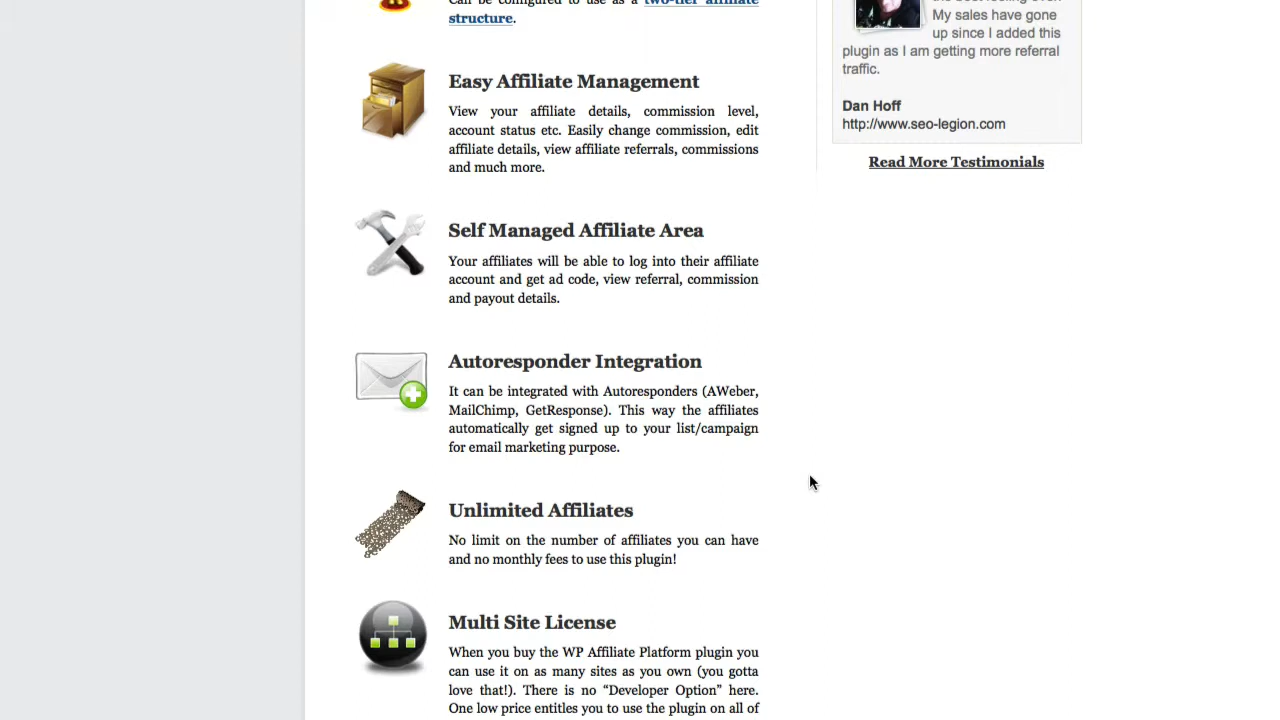 Can be configured to use as a two-tier affiliate
structure.
Easy Affiliate Management
View your affiliate details, commission level,
account status etc. Easily change commission, edit
affiliate details, view affiliate referrals, commissions
and much more.
Self Managed Affiliate Area
Your affiliates will be able to log into their affiliate
account and get ad code, view referral, commission
and payout details.
Autoresponder Integration
It can be integrated with Autoresponders (AWeber,
MailChimp, GetResponse). This way the affiliates
automatically get signed up to your list/campaign
for email marketing purpose.
Unlimited Affiliates
No limit on the number of affiliates you can have
and no monthly fees to use this plugin!
Multi Site License
When you buy the WP Affiliate Platform plugin you
can use it on as many sites as you own (you gotta
love that!). There is no “Developer Option” here.
One low price entitles you to use the plugin on all of
My sales have gone
up since I added this
plugin as I am getting more referral
traffic.
Dan Hoff
http://www.seo-legion.com
Read More Testimonials